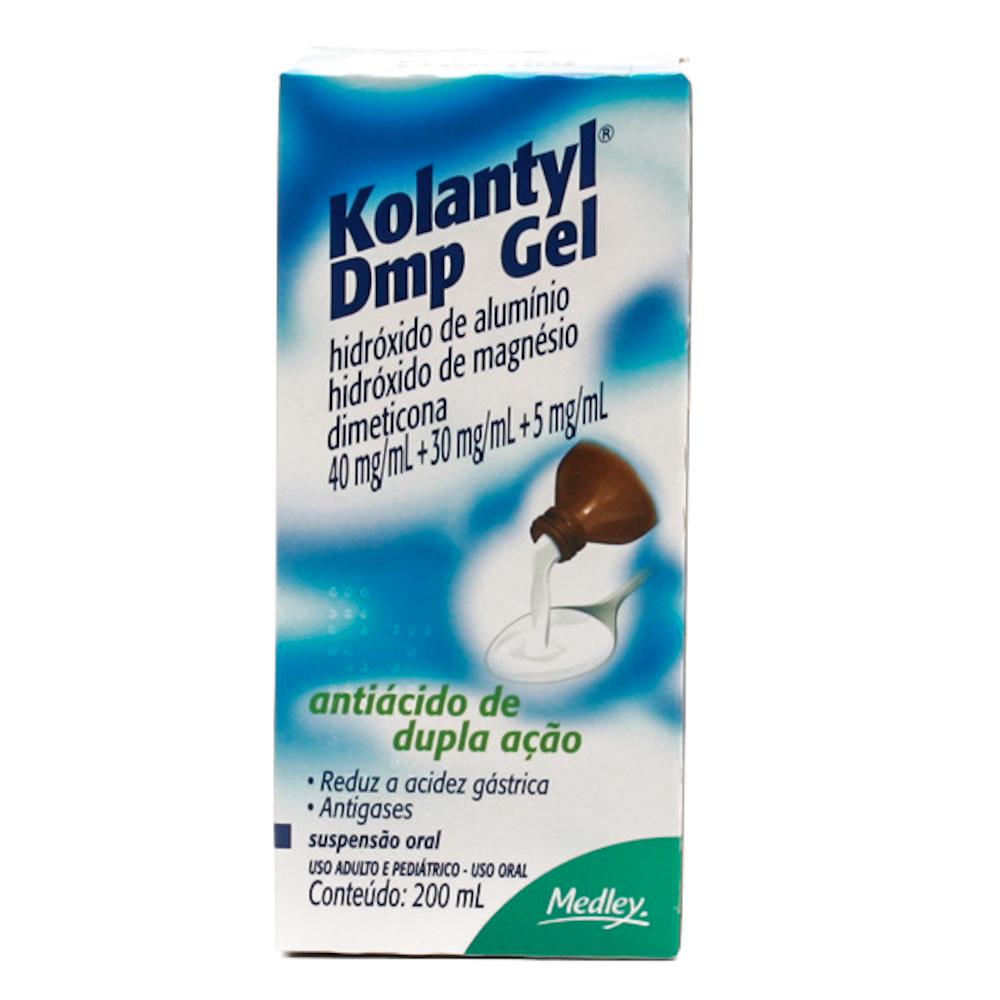 Kolantyl®
Dmp Gel
hidróxido de alumínio
hidróxido de magnésio
dimeticona
40 mg/mL + 30 mg/mL + 5 mg/mL
antiácido de
dupla ação
• Reduz a acidez gástrica
• Antigases
suspensão oral
USO ADULTO E PEDIÁTRICO - USO ORAL
Conteúdo: 200 mL
Medley.